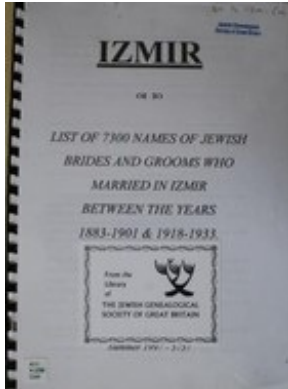 IZMIR
LIST OF 7300 NAMES OF JEWISH
BRIDES AND GROOMS WHO
MARRIED IN IZMIR
BETWEEN THE YEARS
1883-1901 & 1918-1933.
From the
Library
of
THE JEWISH GENEALOGICAL
SOCIETY OF GREAT BRITAIN